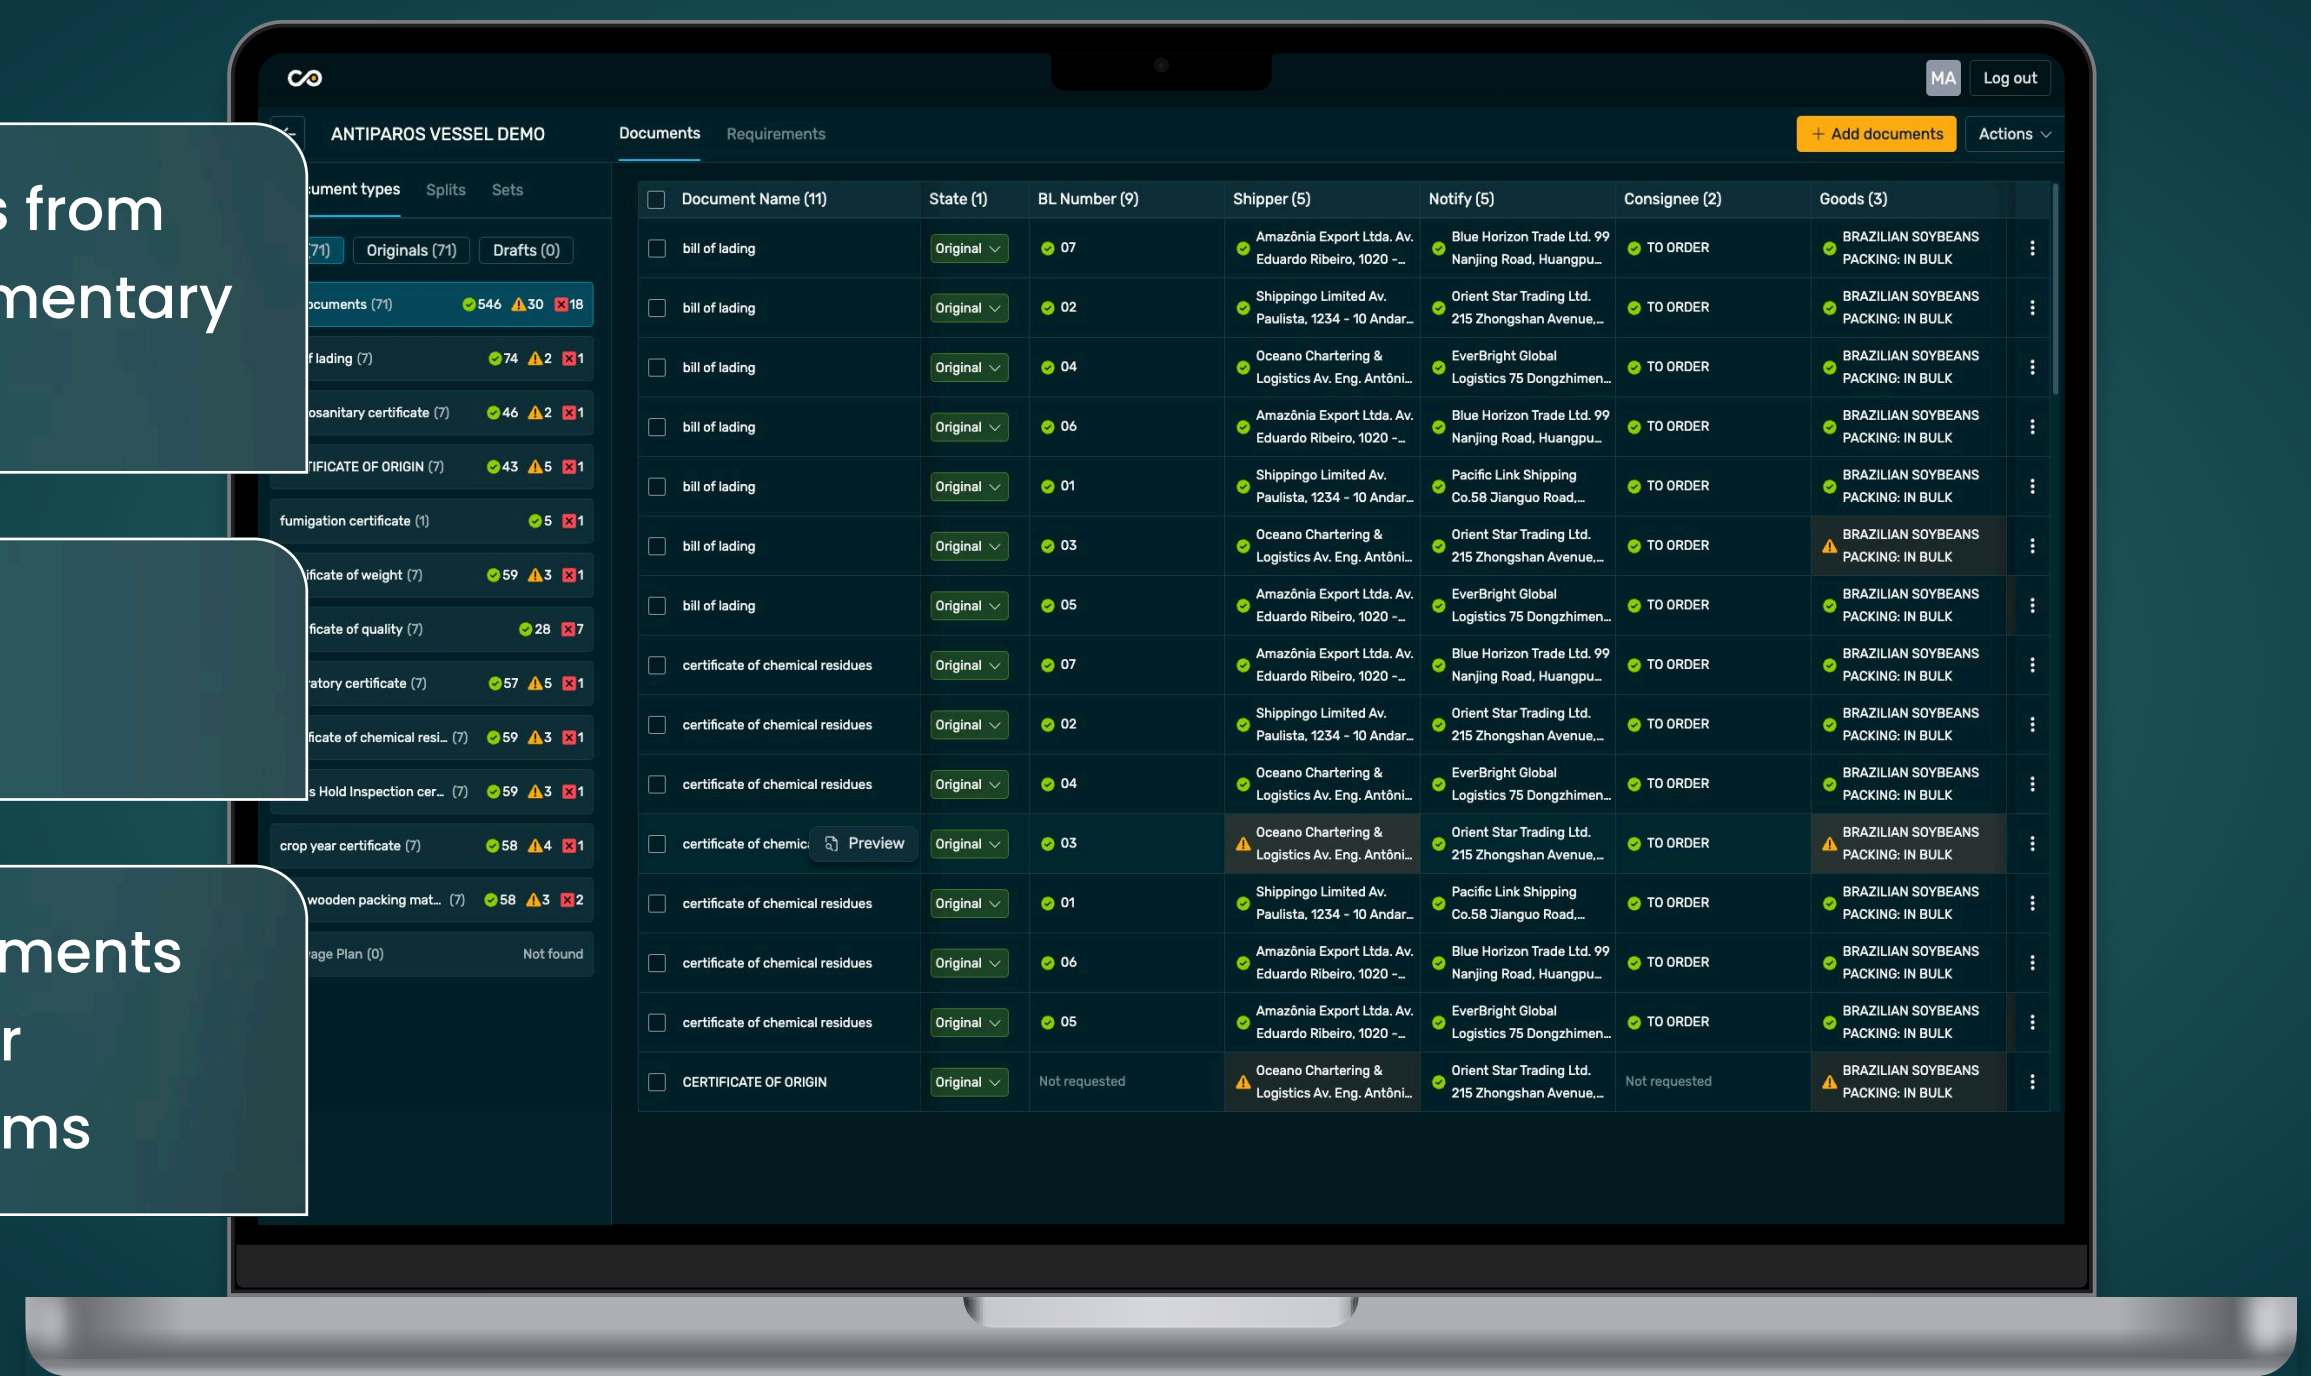 MA
Log out
ANTIPAROS VESSEL DEMO
Documents
Requirements
+ Add documents
Actions
s from
mentary
ments
r
ms
ument types
Splits
Sets
71)
Originals (71)
Drafts (0)
ocuments (71) 546 30 18
f lading (7) 74 2 1
osanitary certificate (7) 46 2 1
TIFICATE OF ORIGIN (7) 43 5 1
fumigation certificate (1) 5 1
ificate of weight (7) 59 3 1
ficate of quality (7) 28 7
ratory certificate (7) 57 5 1
ficate of chemical resi... (7) 59 3 1
s Hold Inspection cer... (7) 59 3 1
crop year certificate (7) 58 4 1
wooden packing mat... (7) 58 3 2
age Plan (0) Not found
Document Name (11) State (1) BL Number (9) Shipper (5) Notify (5) Consignee (2) Goods (3)
bill of lading Original 07 Amazônia Export Ltda. Av. Blue Horizon Trade Ltd. 99 TO ORDER BRAZILIAN SOYBEANS
Eduardo Ribeiro, 1020 -... Nanjing Road, Huangpu... PACKING: IN BULK
bill of lading Original 02 Shippingo Limited Av. Orient Star Trading Ltd. TO ORDER BRAZILIAN SOYBEANS
Paulista, 1234 - 10 Andar... 215 Zhongshan Avenue,... PACKING: IN BULK
bill of lading Original 04 Oceano Chartering & EverBright Global TO ORDER BRAZILIAN SOYBEANS
Logistics Av. Eng. Antôni... Logistics 75 Dongzhimen... PACKING: IN BULK
bill of lading Original 06 Amazônia Export Ltda. Av. Blue Horizon Trade Ltd. 99 TO ORDER BRAZILIAN SOYBEANS
Eduardo Ribeiro, 1020 -... Nanjing Road, Huangpu... PACKING: IN BULK
bill of lading Original 01 Shippingo Limited Av. Pacific Link Shipping TO ORDER BRAZILIAN SOYBEANS
Paulista, 1234 - 10 Andar... Co.58 Jianguo Road,... PACKING: IN BULK
bill of lading Original 03 Oceano Chartering & Orient Star Trading Ltd. TO ORDER BRAZILIAN SOYBEANS
Logistics Av. Eng. Antôni... 215 Zhongshan Avenue,... PACKING: IN BULK
bill of lading Original 05 Amazônia Export Ltda. Av. EverBright Global TO ORDER BRAZILIAN SOYBEANS
Eduardo Ribeiro, 1020 -... Logistics 75 Dongzhimen... PACKING: IN BULK
certificate of chemical residues Original 07 Amazônia Export Ltda. Av. Blue Horizon Trade Ltd. 99 TO ORDER BRAZILIAN SOYBEANS
Eduardo Ribeiro, 1020 -... Nanjing Road, Huangpu... PACKING: IN BULK
certificate of chemical residues Original 02 Shippingo Limited Av. Orient Star Trading Ltd. TO ORDER BRAZILIAN SOYBEANS
Paulista, 1234 - 10 Andar... 215 Zhongshan Avenue,... PACKING: IN BULK
certificate of chemical residues Original 04 Oceano Chartering & EverBright Global TO ORDER BRAZILIAN SOYBEANS
Logistics Av. Eng. Antôni... Logistics 75 Dongzhimen... PACKING: IN BULK
certificate of chemic Preview Original 03 Oceano Chartering & Orient Star Trading Ltd. TO ORDER BRAZILIAN SOYBEANS
Logistics Av. Eng. Antôni... 215 Zhongshan Avenue,... PACKING: IN BULK
certificate of chemical residues Original 01 Shippingo Limited Av. Pacific Link Shipping TO ORDER BRAZILIAN SOYBEANS
Paulista, 1234 - 10 Andar... Co.58 Jianguo Road,... PACKING: IN BULK
certificate of chemical residues Original 06 Amazônia Export Ltda. Av. Blue Horizon Trade Ltd. 99 TO ORDER BRAZILIAN SOYBEANS
Eduardo Ribeiro, 1020 -... Nanjing Road, Huangpu... PACKING: IN BULK
certificate of chemical residues Original 05 Amazônia Export Ltda. Av. EverBright Global TO ORDER BRAZILIAN SOYBEANS
Eduardo Ribeiro, 1020 -... Logistics 75 Dongzhimen... PACKING: IN BULK
CERTIFICATE OF ORIGIN Original Not requested Oceano Chartering & Orient Star Trading Ltd. Not requested BRAZILIAN SOYBEANS
Logistics Av. Eng. Antôni... 215 Zhongshan Avenue,... PACKING: IN BULK